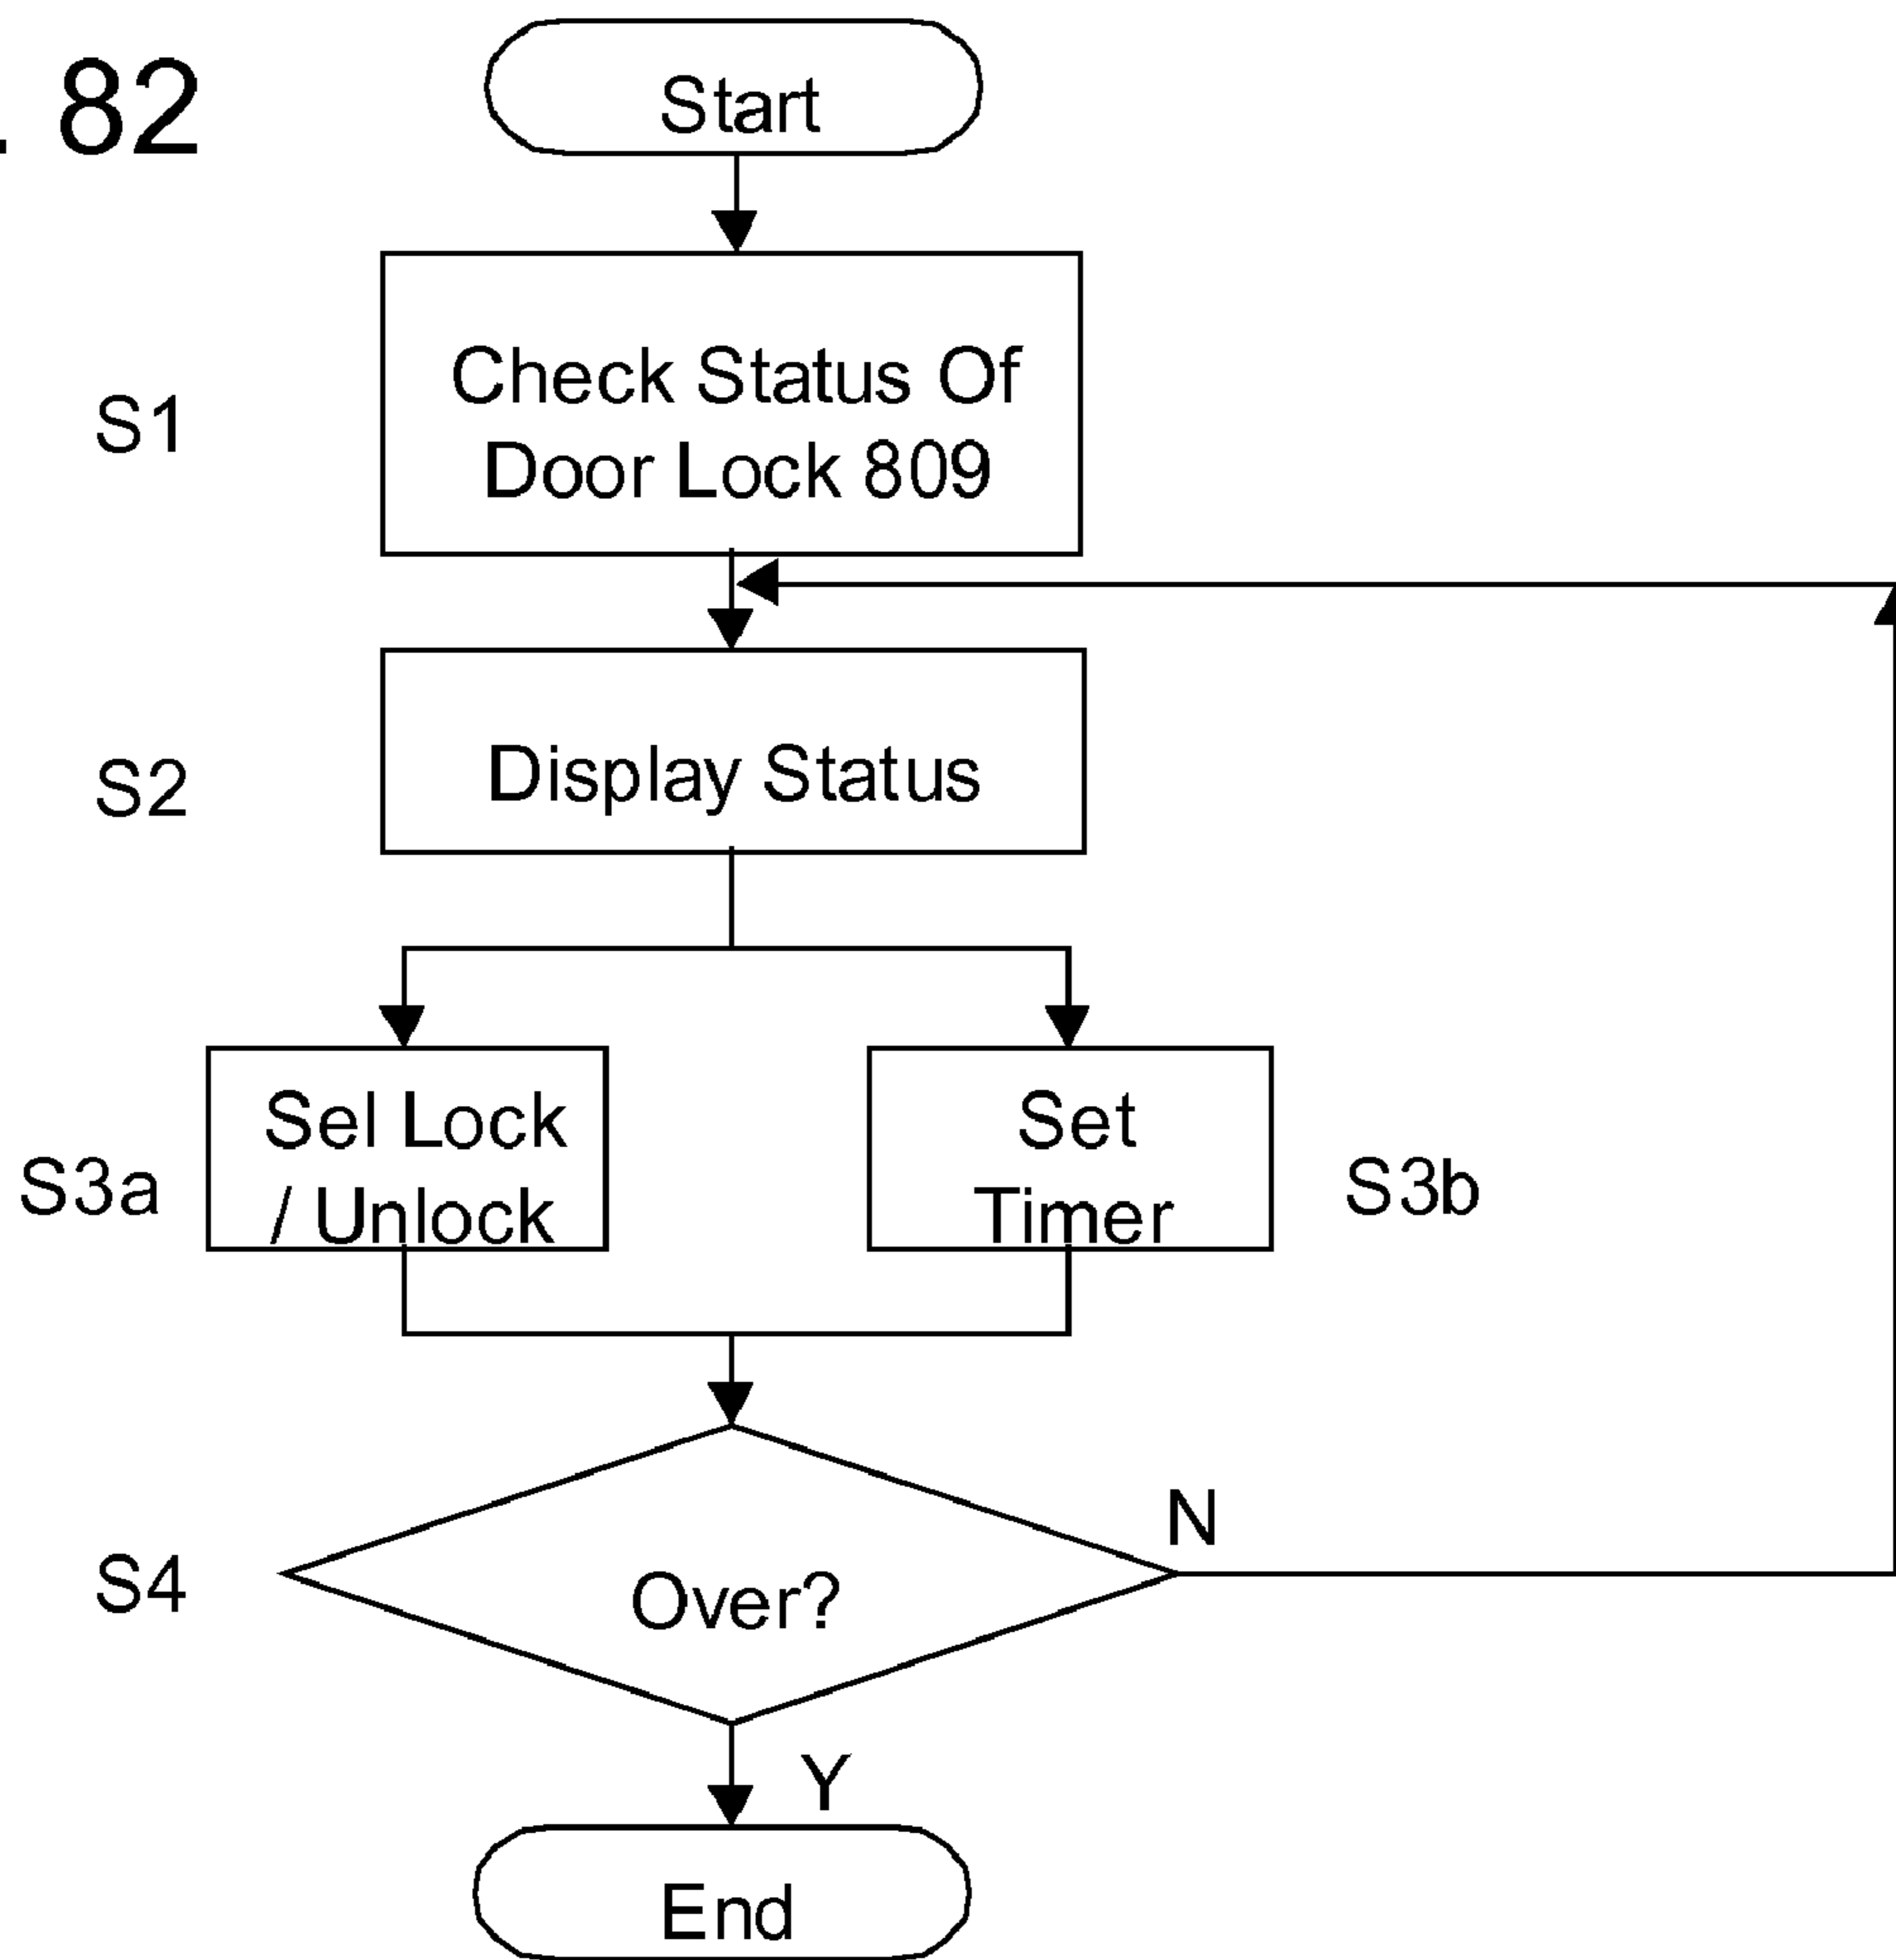 . 82
Start
S1
Check Status Of
Door Lock 809
S2
Display Status
S3a
Sel Lock
/ Unlock
Set
Timer
S3b
S4
Over?
N
Y
End